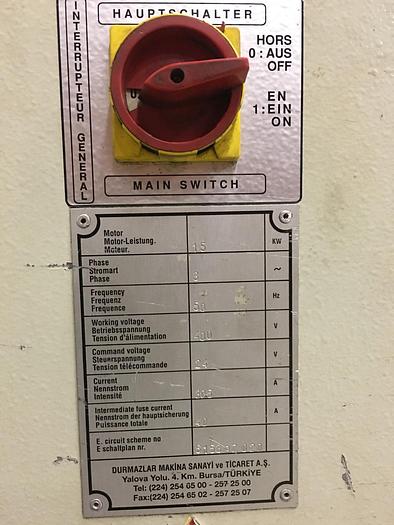 INTERRUPTEUR GENERAL
HAUPTSCHALTER
HORS
0 : AUS
OFF
EN
1 : EIN
ON
MAIN SWITCH
Motor
Motor-Leistung.
Moteur.
15
KW
Phase
Stromart
Phase
3
~
Frequency
Frequenz
Frequence
50
Hz
Working voltage
Betriebsspannung
Tension d'alimentation
400
V
Command voltage
Steuerspannung
Tension télécommande
24
V
Current
Nennstrom
Intensité
A
Intermediate fuse current
Nennstrom der hauptsicherung
Puissance totale
A
E. circuit scheme no
E schaltplan nr.
DURMAZLAR MAKİNA SANAYİ ve TİCARET A.Ş.
Yalova Yolu. 4. Km. Bursa/TÜRKİYE
Tel: (224) 254 65 00 - 257 25 00
Fax:(224) 254 65 02 - 257 25 07